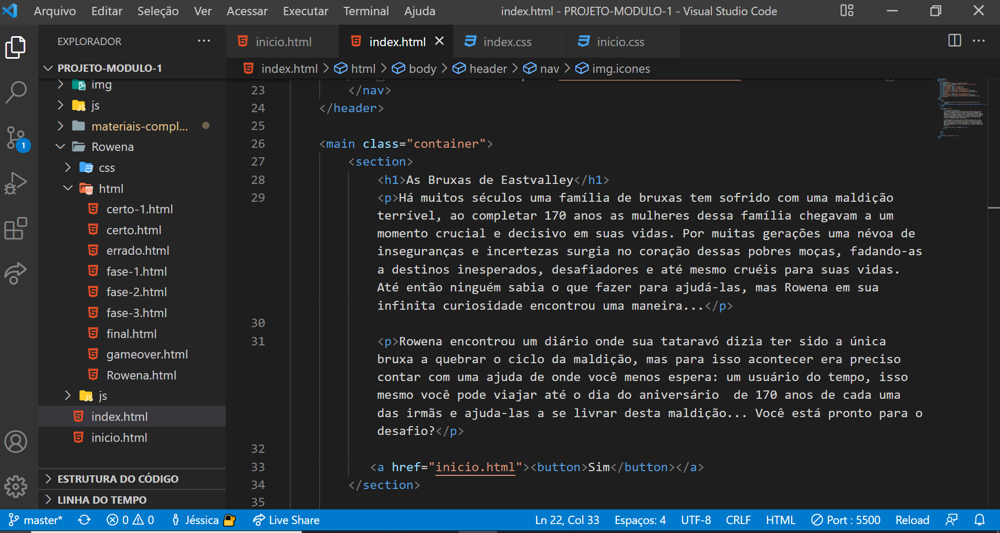 Arquivo Editar Seleção Ver Acessar Executar Terminal Ajuda index.html - PROJETO-MODULO-1 - Visual Studio Code
EXPLORADOR ...
PROJETO-MODULO-1
img
js
materiais-compl...
Rowena
css
html
certo-1.html
certo.html
errado.html
fase-1.html
fase-2.html
fase-3.html
final.html
gameover.html
Rowena.html
js
index.html
inicio.html
ESTRUTURA DO CÓDIGO
LINHA DO TEMPO
1
inicio.html index.html index.css inicio.css
index.html > html > body > header > nav > img.icones
23 </nav>
24 </header>
25
26 <main class="container">
27 <section>
28 <h1>As Bruxas de Eastvalley</h1>
29 <p>Há muitos séculos uma família de bruxas tem sofrido com uma maldição
terrível, ao completar 170 anos as mulheres dessa família chegavam a um
momento crucial e decisivo em suas vidas. Por muitas gerações uma névoa de
inseguranças e incertezas surgia no coração dessas pobres moças, fadando-as
a destinos inesperados, desafiadores e até mesmo cruéis para suas vidas.
Até então ninguém sabia o que fazer para ajudá-las, mas Rowena em sua
infinita curiosidade encontrou uma maneira...</p>
30
31 <p>Rowena encontrou um diário onde sua tataravó dizia ter sido a única
bruxa a quebrar o ciclo da maldição, mas para isso acontecer era preciso
contar com uma ajuda de onde você menos espera: um usuário do tempo, isso
mesmo você pode viajar até o dia do aniversário  de 170 anos de cada uma
das irmãs e ajuda-las a se livrar desta maldição... Você está pronto para o
desafio?</p>
32
33 <a href="inicio.html"><button>Sim</button></a>
34 </section>
35
master* 0 0 Jéssica Live Share Ln 22, Col 33 Espaços: 4 UTF-8 CRLF HTML Port : 5500 Reload